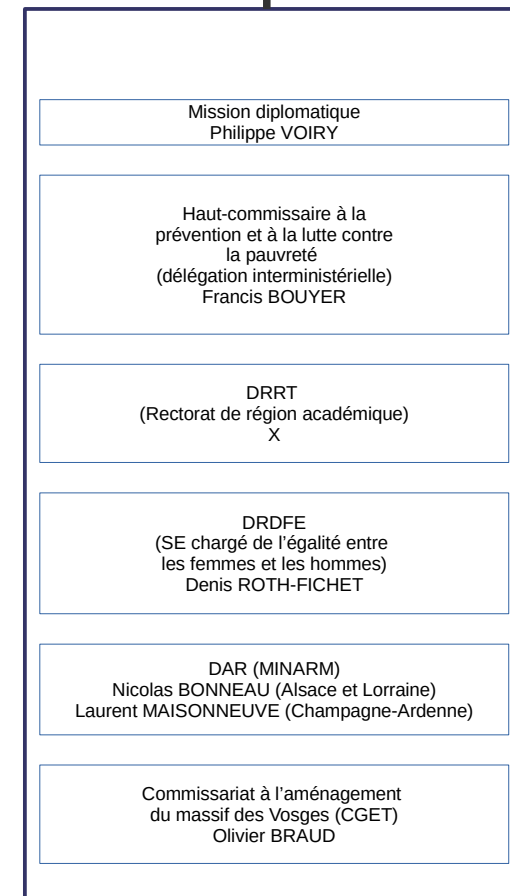 Mission diplomatique
Philippe VOIRY
Haut-commissaire à la
prévention et à la lutte contre
la pauvreté
(délégation interministérielle)
Francis BOUYER
DRRT
(Rectorat de région académique)
X
DRDFE
(SE chargé de l’égalité entre
les femmes et les hommes)
Denis ROTH-FICHET
DAR (MINARM)
Nicolas BONNEAU (Alsace et Lorraine)
Laurent MAISONNEUVE (Champagne-Ardenne)
Commissariat à l’aménagement
du massif des Vosges (CGET)
Olivier BRAUD